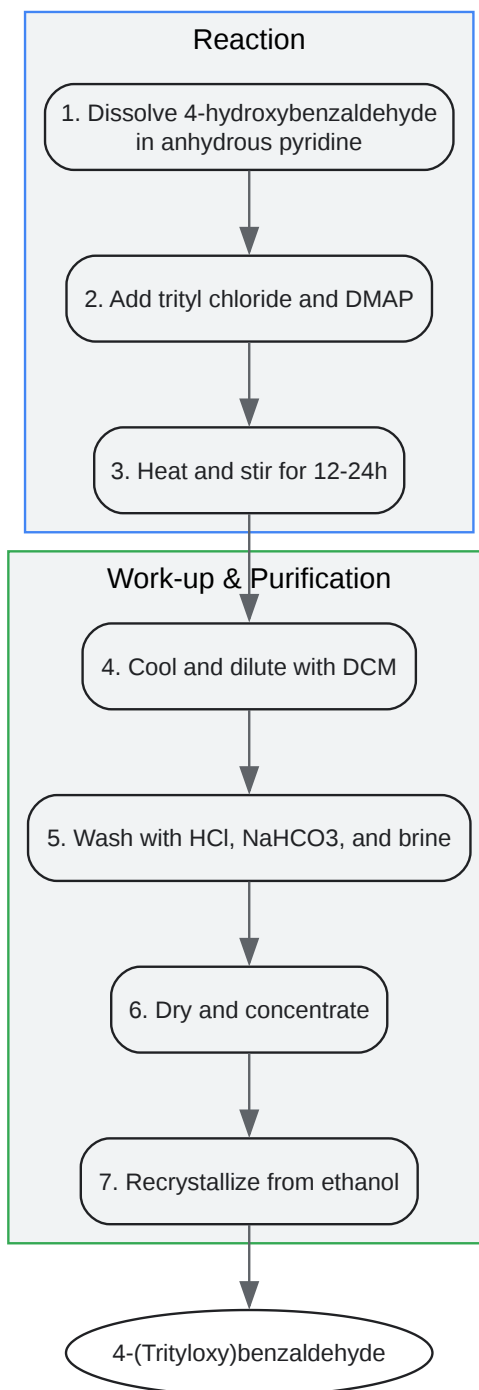 Reaction
1. Dissolve 4-hydroxybenzaldehyde
in anhydrous pyridine
2. Add trityl chloride and DMAP
3. Heat and stir for 12-24h
Work-up & Purification
4. Cool and dilute with DCM
5. Wash with HCl, NaHCO3, and brine
6. Dry and concentrate
7. Recrystallize from ethanol
4-(Trityloxy)benzaldehyde